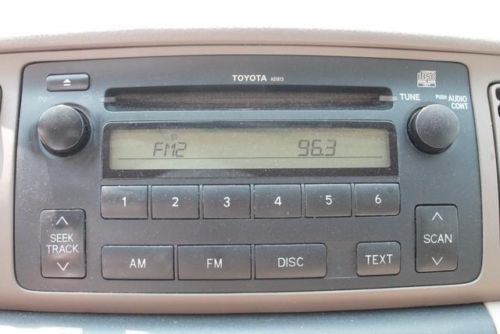 TOYOTA A51813
TUNE PUSH AUDIO CONT
FM2 96.3
1 2 3 4 5 6
SEEK TRACK
SCAN
AM FM DISC TEXT